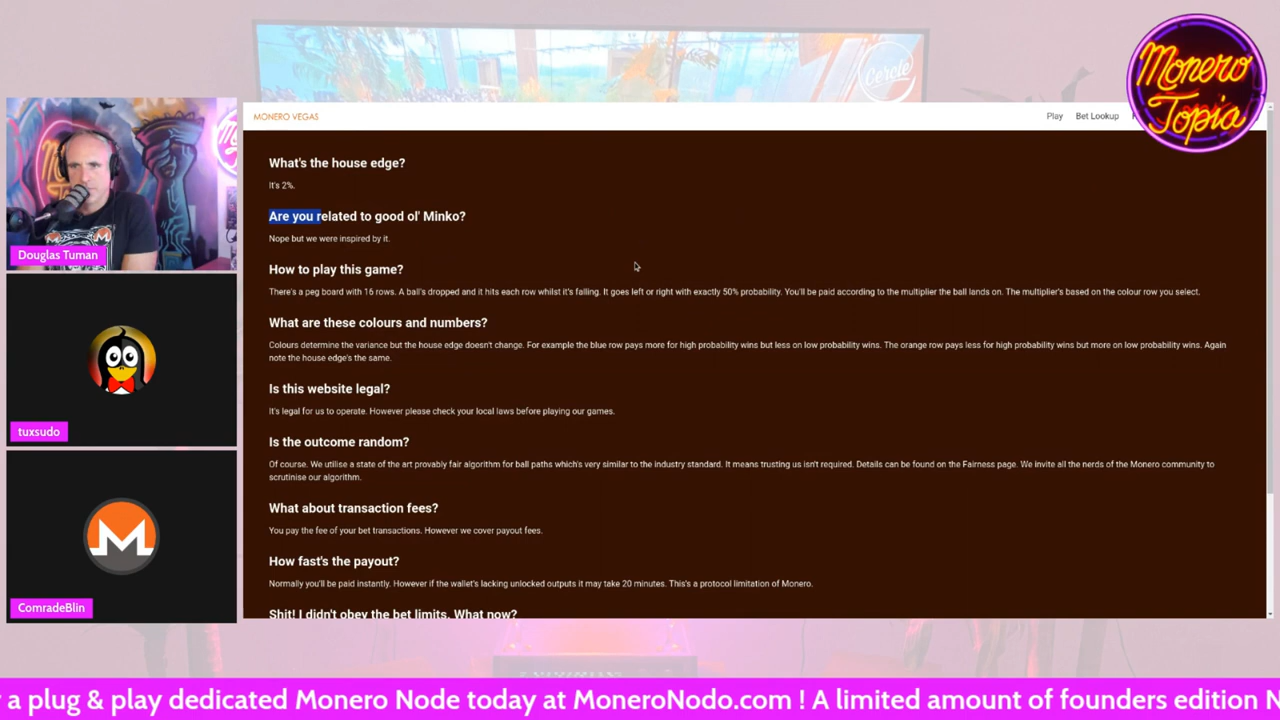 Cercle
Monero
Topia
MONERO VEGAS
Play
Bet Lookup
What's the house edge?
It's 2%.
Are you related to good ol' Minko?
Nope but we were inspired by it.
How to play this game?
There's a peg board with 16 rows. A ball's dropped and it hits each row whilst it's falling. It goes left or right with exactly 50% probability. You'll be paid according to the multiplier the ball lands on. The multiplier's based on the colour row you select.
What are these colours and numbers?
Colours determine the variance but the house edge doesn't change. For example the blue row pays more for high probability wins but less on low probability wins. The orange row pays less for high probability wins but more on low probability wins. Again
note the house edge's the same.
Is this website legal?
It's legal for us to operate. However please check your local laws before playing our games.
Is the outcome random?
Of course. We utilise a state of the art provably fair algorithm for ball paths which's very similar to the industry standard. It means trusting us isn't required. Details can be found on the Fairness page. We invite all the nerds of the Monero community to
scrutinise our algorithm.
What about transaction fees?
You pay the fee of your bet transactions. However we cover payout fees.
How fast's the payout?
Normally you'll be paid instantly. However if the wallet's lacking unlocked outputs it may take 20 minutes. This's a protocol limitation of Monero.
Shit! I didn't obey the bet limits. What now?
Douglas Tuman
tuxsudo
ComradeBlin
a plug & play dedicated Monero Node today at MoneroNodo.com ! A limited amount of founders edition N